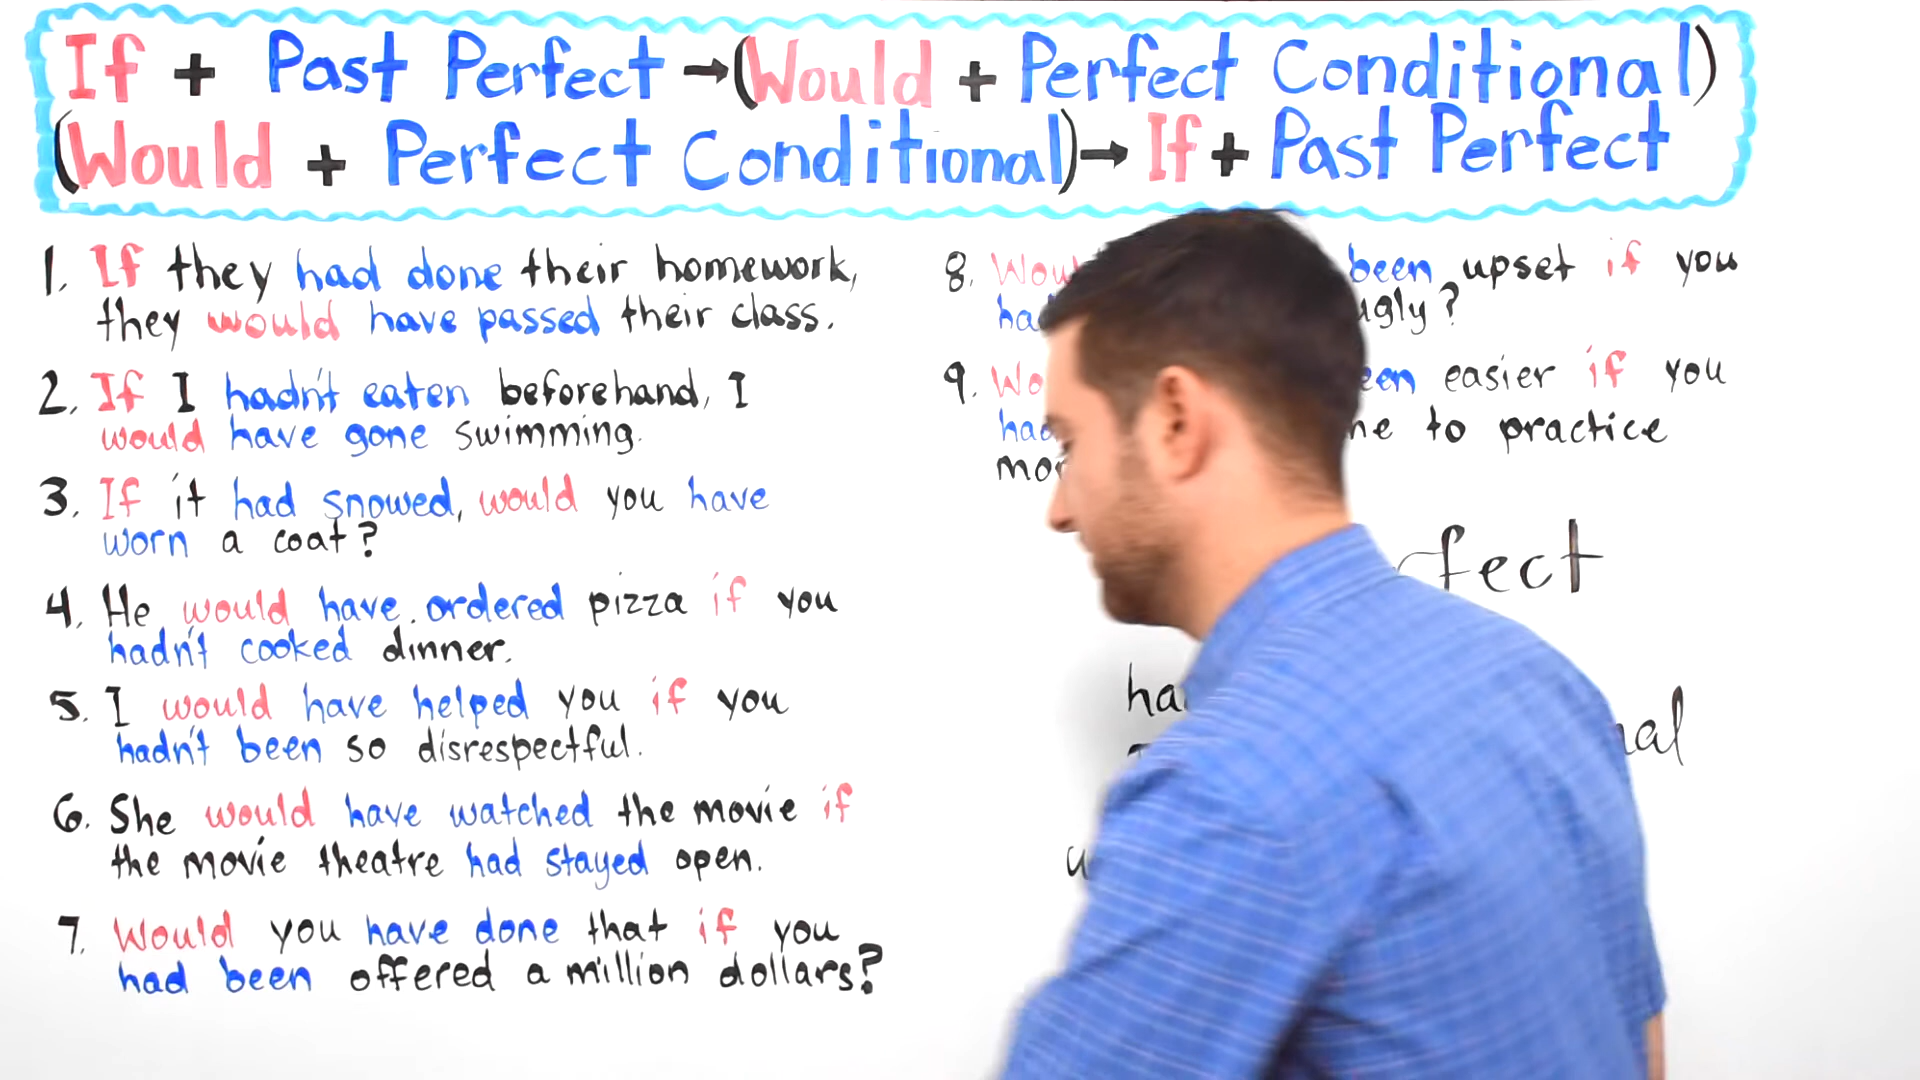 If + Past Perfect → (Would + Perfect Conditional)
(Would + Perfect Conditional) → If + Past Perfect
1. If they had done their homework,
they would have passed their class.
2. If I hadn't eaten beforehand, I
would have gone swimming.
3. If it had snowed, would you have
worn a coat?
4. He would have ordered pizza if you
hadn't cooked dinner.
5. I would have helped you if you
hadn't been so disrespectful.
6. She would have watched the movie if
the movie theatre had stayed open.
7. Would you have done that if you
had been offered a million dollars?
8. been upset if you
?
9. easier if you
to practice